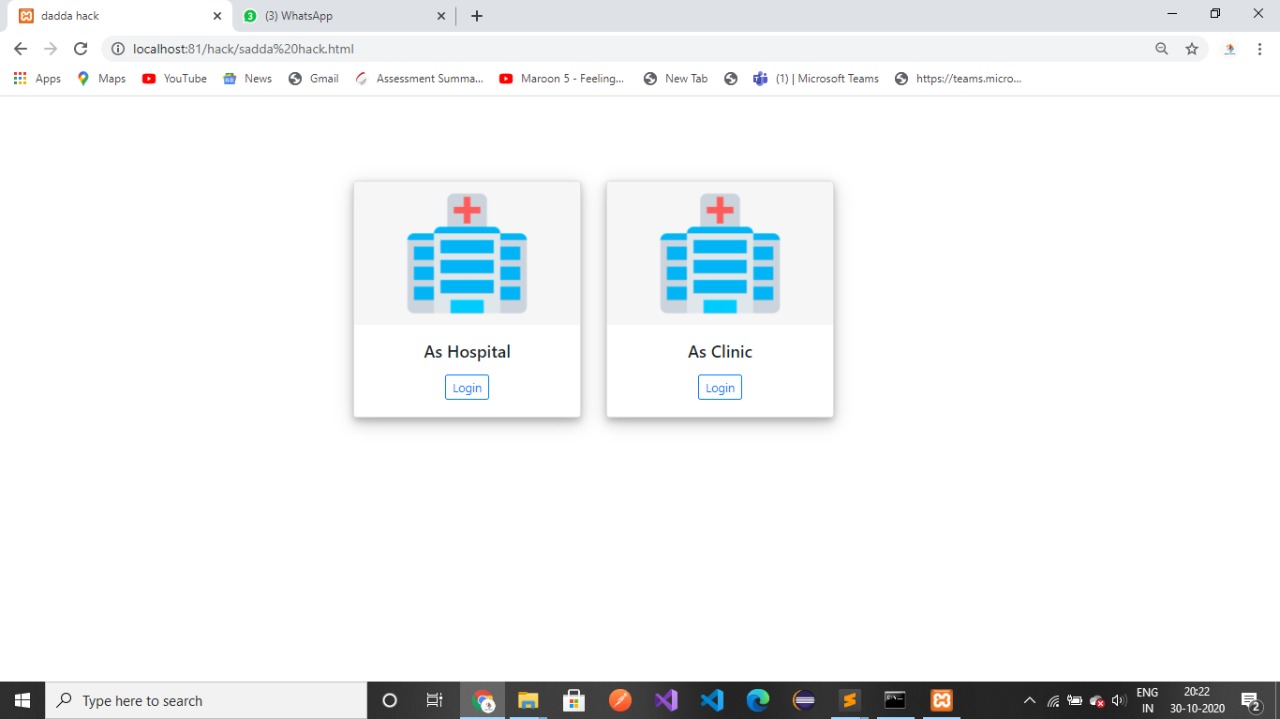 dadda hack
(3) WhatsApp
localhost:81/hack/sadda%20hack.html
Apps Maps YouTube News Gmail Assessment Summa... Maroon 5 - Feeling... New Tab (1) | Microsoft Teams https://teams.micro...
As Hospital
Login
As Clinic
Login
Type here to search
ENG
IN
20:22
30-10-2020
2